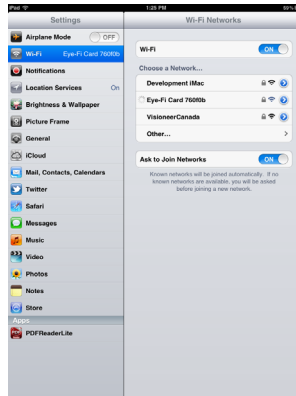 iPod 1:25 PM 99%
Settings
Airplane Mode OFF
Wi-Fi Eye-Fi Card 760f0b
Notifications
Location Services On
Brightness & Wallpaper
Picture Frame
General
iCloud
Mail, Contacts, Calendars
Twitter
Safari
Messages
Music
Video
Photos
Notes
Store
Apps
PDFReaderLite
Wi-Fi Networks
Wi-Fi ON
Choose a Network...
Development iMac
Eye-Fi Card 760f0b
VisioneerCanada
Other...
Ask to Join Networks ON
Known networks will be joined automatically. If no
known networks are available, you will be asked
before joining a new network.